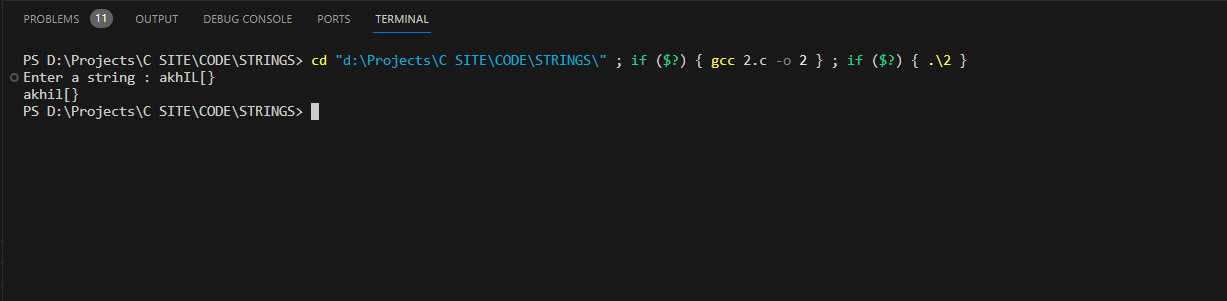 PROBLEMS 11 OUTPUT DEBUG CONSOLE PORTS TERMINAL
PS D:\Projects\C SITE\CODE\STRINGS> cd "d:\Projects\C SITE\CODE\STRINGS\" ; if ($?) { gcc 2.c -o 2 } ; if ($?) { .\2 }
Enter a string : akhIL[}
akhil[}
PS D:\Projects\C SITE\CODE\STRINGS>